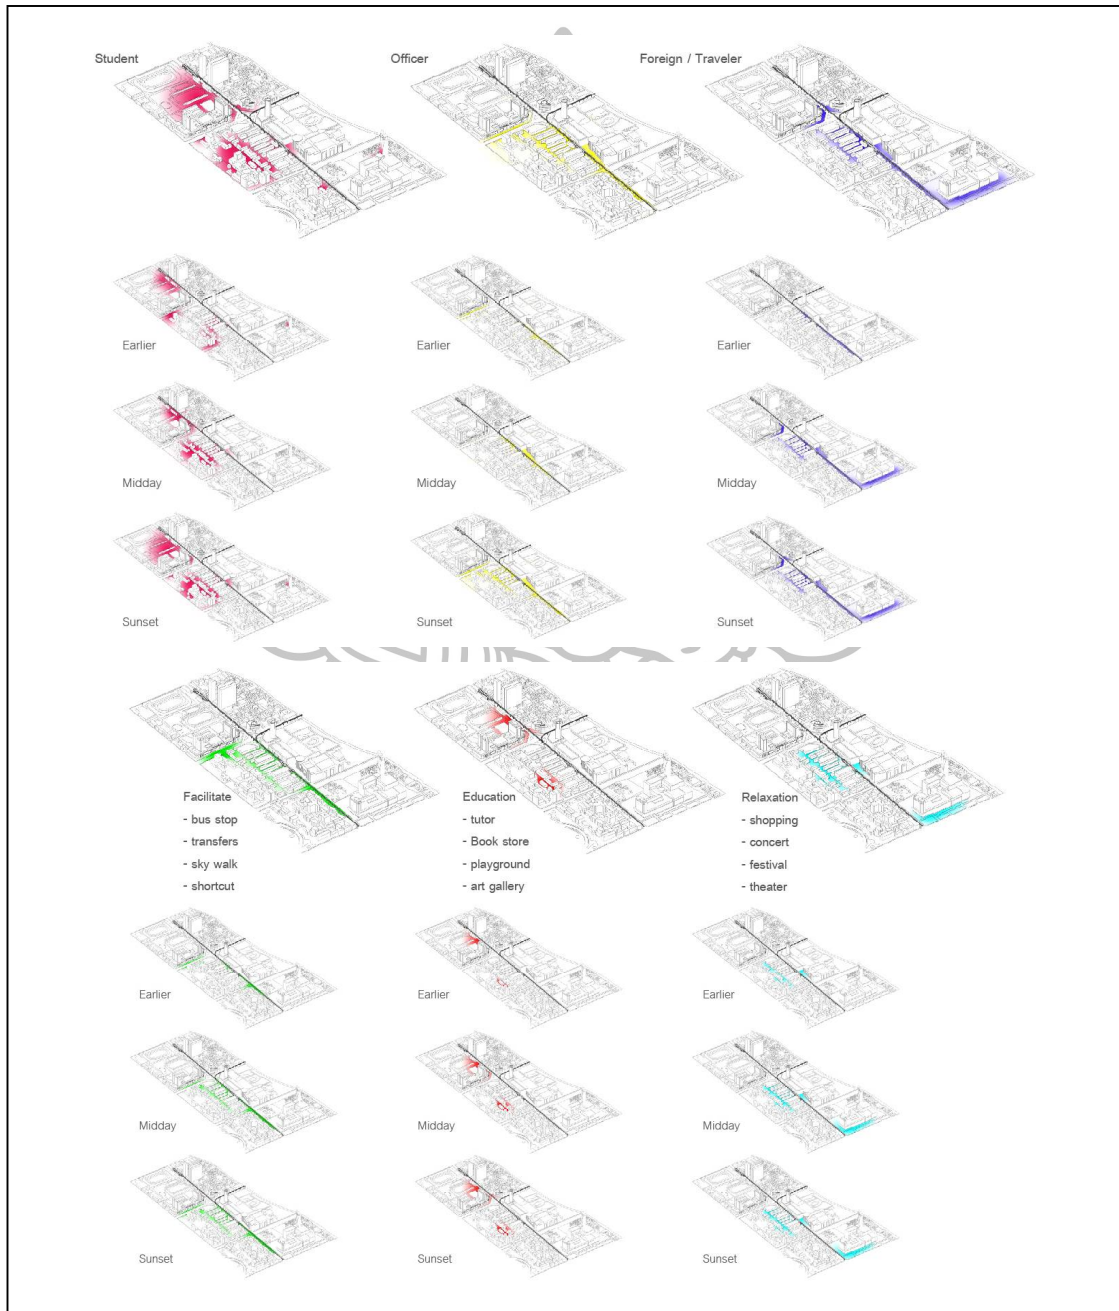 Student
Officer
Foreign / Traveler
Earlier
Earlier
Earlier
Midday
Midday
Midday
Sunset
Sunset
Sunset
Facilitate
- bus stop
- transfers
- sky walk
- shortcut
Education
- tutor
- Book store
- playground
- art gallery
Relaxation
- shopping
- concert
- festival
- theater
Earlier
Earlier
Earlier
Midday
Midday
Midday
Sunset
Sunset
Sunset